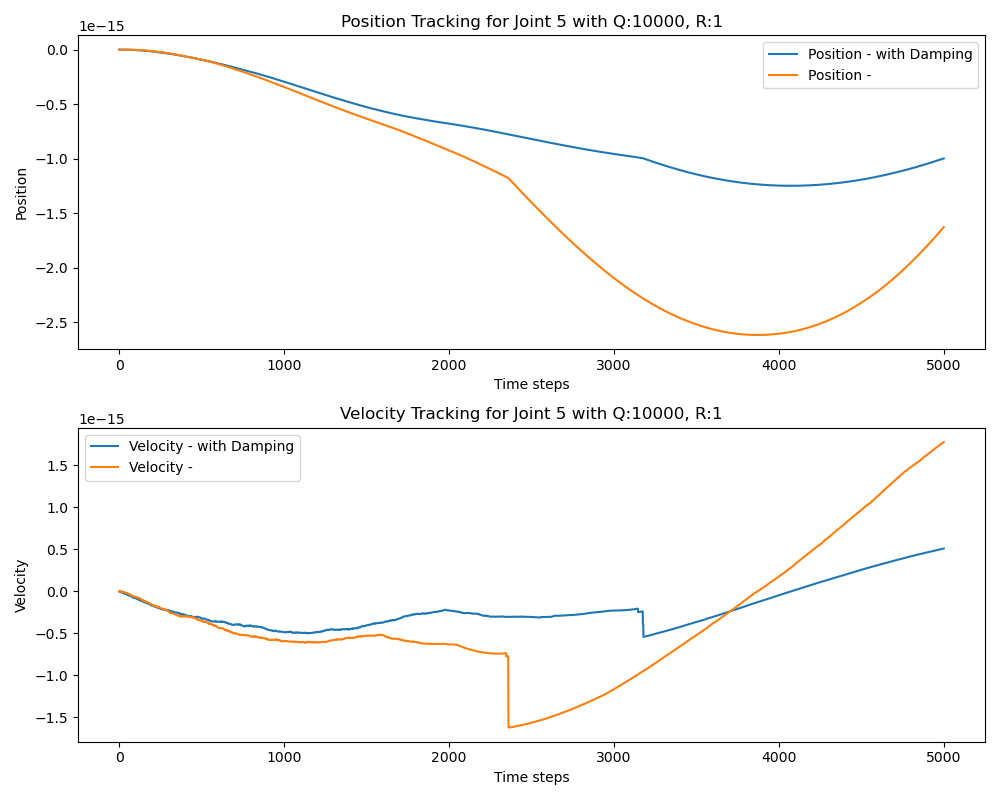 Position Tracking for Joint 5 with Q:10000, R:1
1e−15
0.0
−0.5
−1.0
−1.5
−2.0
−2.5
Position
Position - with Damping
Position -
0 1000 2000 3000 4000 5000
Time steps
Velocity Tracking for Joint 5 with Q:10000, R:1
1e−15
1.5
1.0
0.5
0.0
−0.5
−1.0
−1.5
Velocity
Velocity - with Damping
Velocity -
0 1000 2000 3000 4000 5000
Time steps